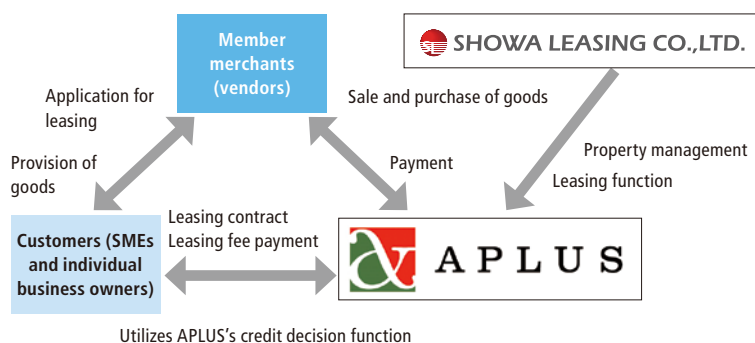 Member
merchants
(vendors)
SHOWA LEASING CO.,LTD.
Application for
leasing
Sale and purchase of goods
Provision of
goods
Payment
Property management
Leasing function
Customers (SMEs
and individual
business owners)
Leasing contract
Leasing fee payment
& APLUS
Utilizes APLUS's credit decision function